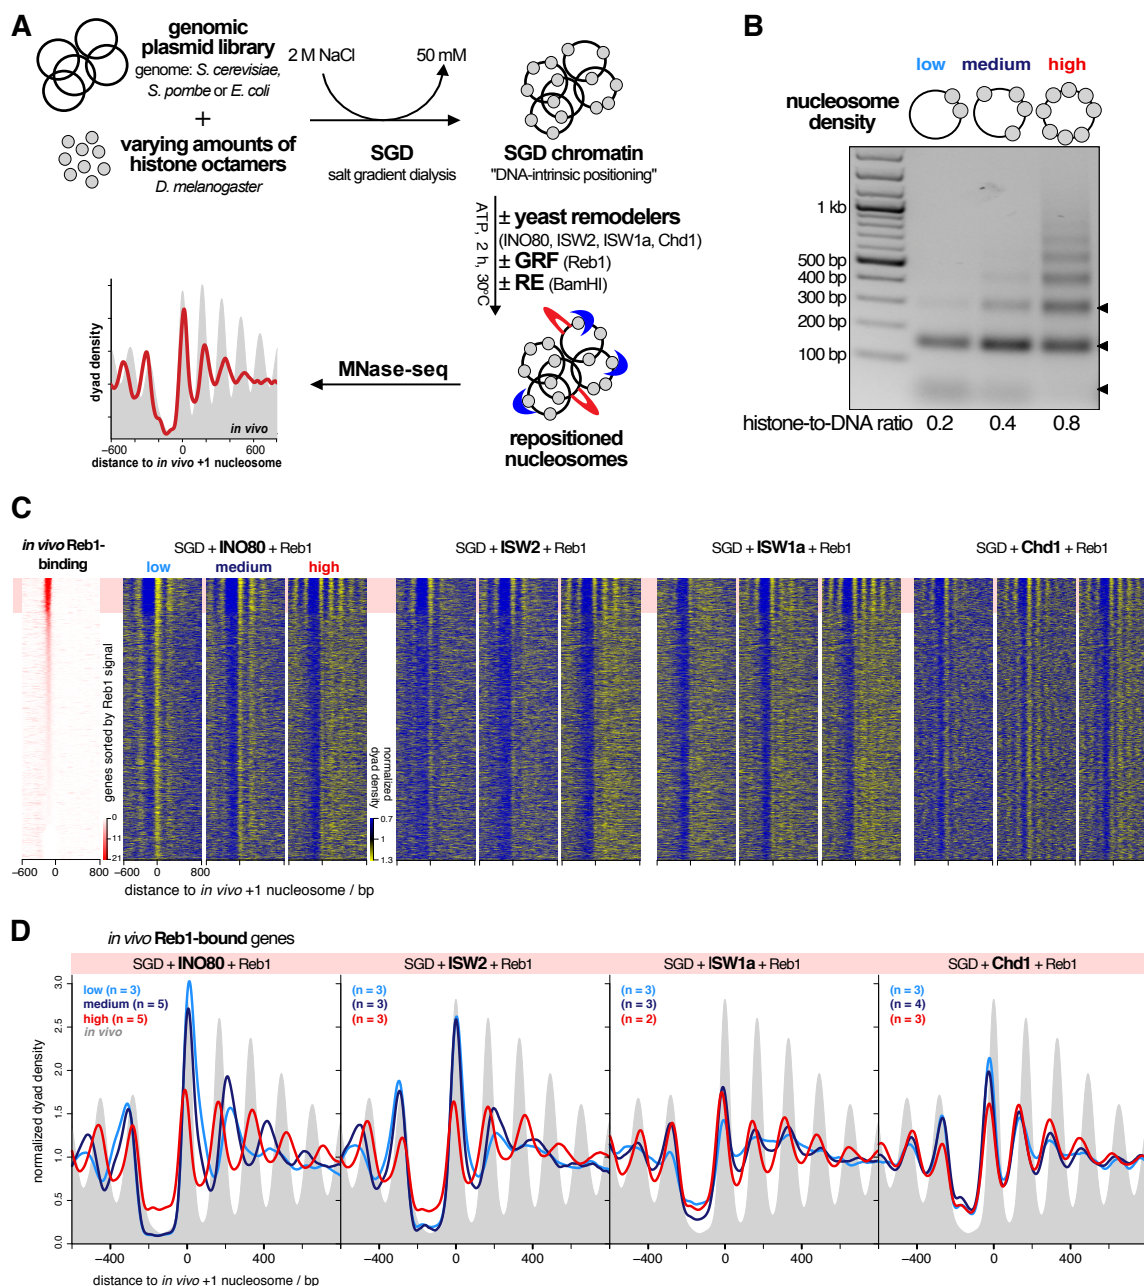 A
genomic
plasmid library
genome: S. cerevisiae,
S. pombe or E. coli
+
varying amounts of
histone octamers
D. melanogaster
2 M NaCl
50 mM
SGD
salt gradient dialysis
SGD chromatin
"DNA-intrinsic positioning"
ATP, 2 h, 30°C
± yeast remodelers
(INO80, ISW2, ISW1a, Chd1)
± GRF (Reb1)
± RE (BamHI)
repositioned
nucleosomes
MNase-seq
dyad density
in vivo
−600
0
600
distance to in vivo +1 nucleosome
B
low
medium
high
nucleosome
density
1 kb
500 bp
400 bp
300 bp
200 bp
100 bp
histone-to-DNA ratio
0.2
0.4
0.8
C
in vivo Reb1-
binding
SGD + INO80 + Reb1
SGD + ISW2 + Reb1
SGD + ISW1a + Reb1
SGD + Chd1 + Reb1
low
medium
high
genes sorted by Reb1 signal
0
11
21
normalized
dyad density
0.7
1
1.3
−600
0
800
−600
0
800
distance to in vivo +1 nucleosome / bp
D
in vivo Reb1-bound genes
SGD + INO80 + Reb1
SGD + ISW2 + Reb1
SGD + ISW1a + Reb1
SGD + Chd1 + Reb1
low (n = 3)
medium (n = 5)
high (n = 5)
in vivo
(n = 3)
(n = 3)
(n = 3)
(n = 3)
(n = 3)
(n = 2)
(n = 3)
(n = 4)
(n = 3)
normalized dyad density
3.0
2.5
2.0
1.5
1.0
0.5
0.0
−400
0
400
−400
0
400
−400
0
400
−400
0
400
distance to in vivo +1 nucleosome / bp